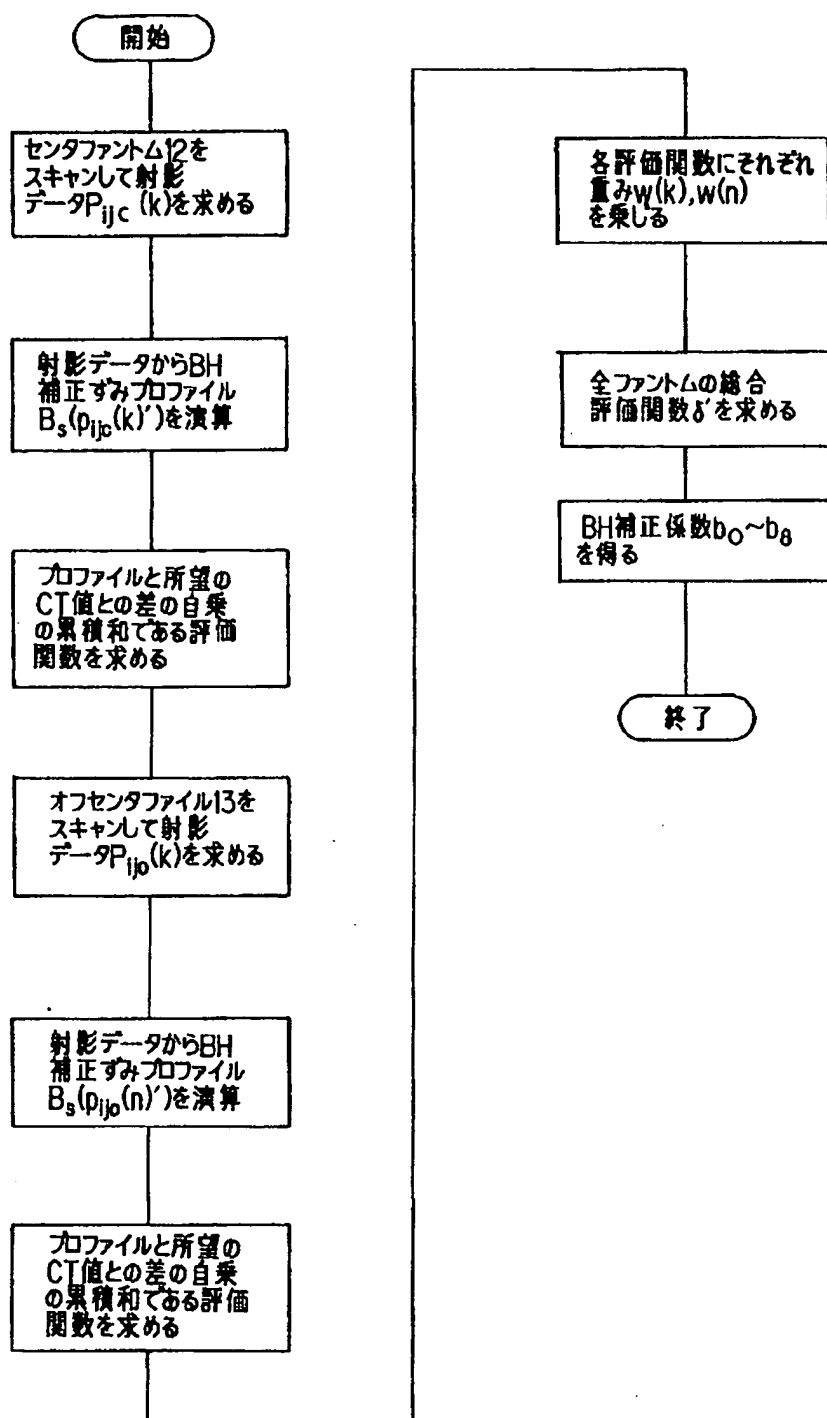 開始
センタファントム12を
スキャンして射影
データPijc(k)を求める
射影データからBH
補正ずみプロファイル
Bs(pijc(k)′)を演算
プロファイルと所望の
CT値との差の自乗
の累積和である評価
関数を求める
オフセンタファイル13を
スキャンして射影
データPijo(k)を求める
射影データからBH
補正ずみプロファイル
Bs(pijo(n)′)を演算
プロファイルと所望の
CT値との差の自乗
の累積和である評価
関数を求める
各評価関数にそれぞれ
重みw(k),w(n)
を乗じる
全ファントムの総合
評価関数δ′を求める
BH補正係数b0~b8
を得る
終了